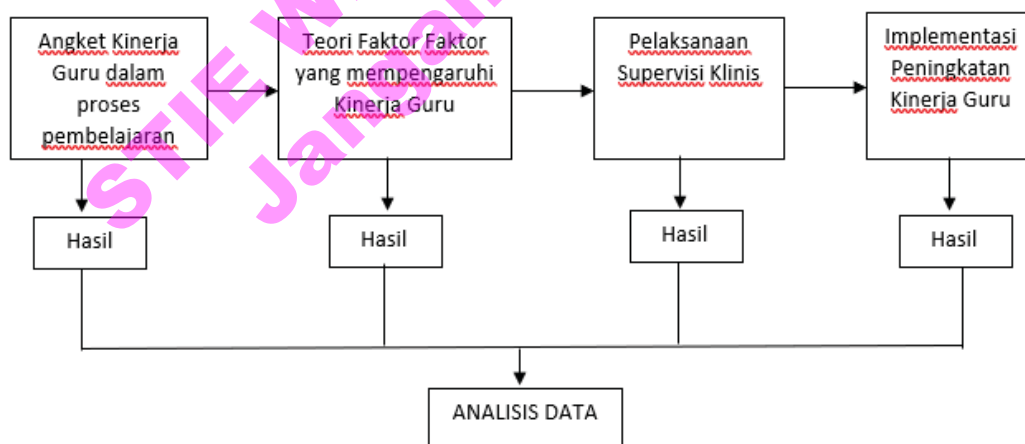 Angket Kinerja
Guru dalam
proses
pembelajaran
Teori Faktor Faktor
yang mempengaruhi
Kinerja Guru
Pelaksanaan
Supervisi Klinis
Implementasi
Peningkatan
Kinerja Guru
Hasil
Hasil
Hasil
Hasil
ANALISIS DATA
STIE